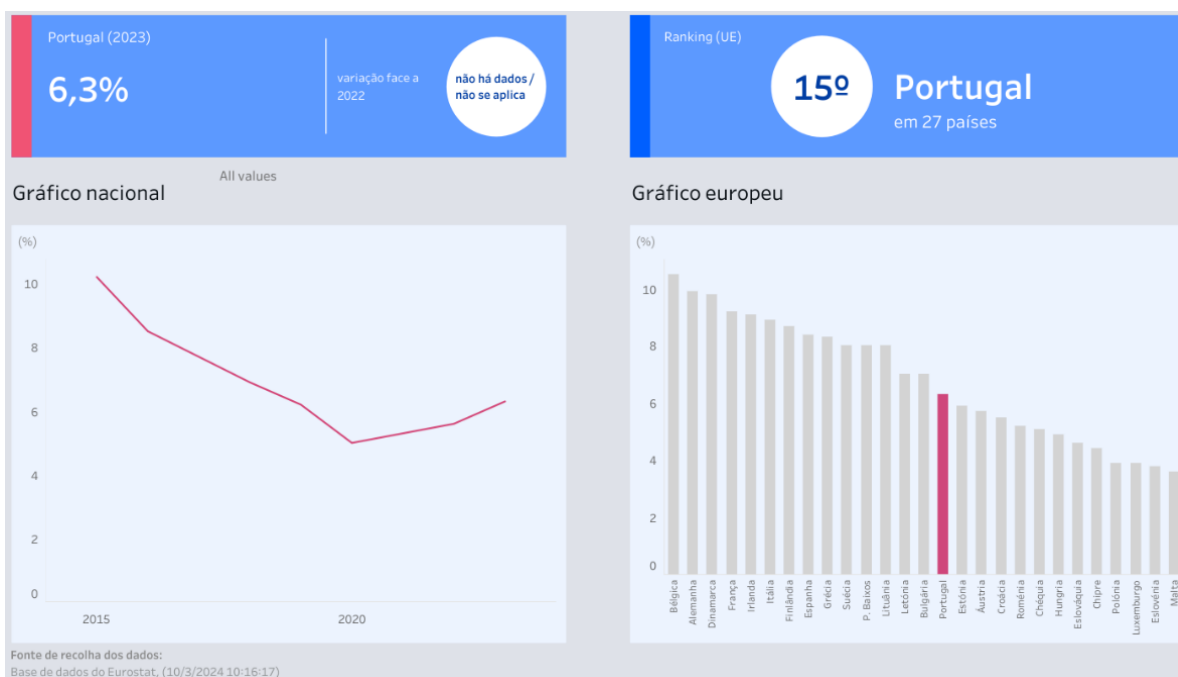 Portugal (2023)
6,3%
variação face a
2022
não há dados /
não se aplica
Ranking (UE)
15º
Portugal
em 27 países
All values
Gráfico nacional
(%)
10
8
6
4
2
0
2015
2020
Gráfico europeu
(%)
10
8
6
4
2
0
Bélgica
Alemanha
Dinamarca
França
Irlanda
Itália
Finlândia
Espanha
Grécia
Suécia
P. Baixos
Lituânia
Letónia
Bulgária
Portugal
Estónia
Áustria
Croácia
Roménia
Chéquia
Hungria
Eslováquia
Chipre
Polónia
Luxemburgo
Eslovénia
Malta
Fonte de recolha dos dados:
Base de dados do Eurostat, (10/3/2024 10:16:17)